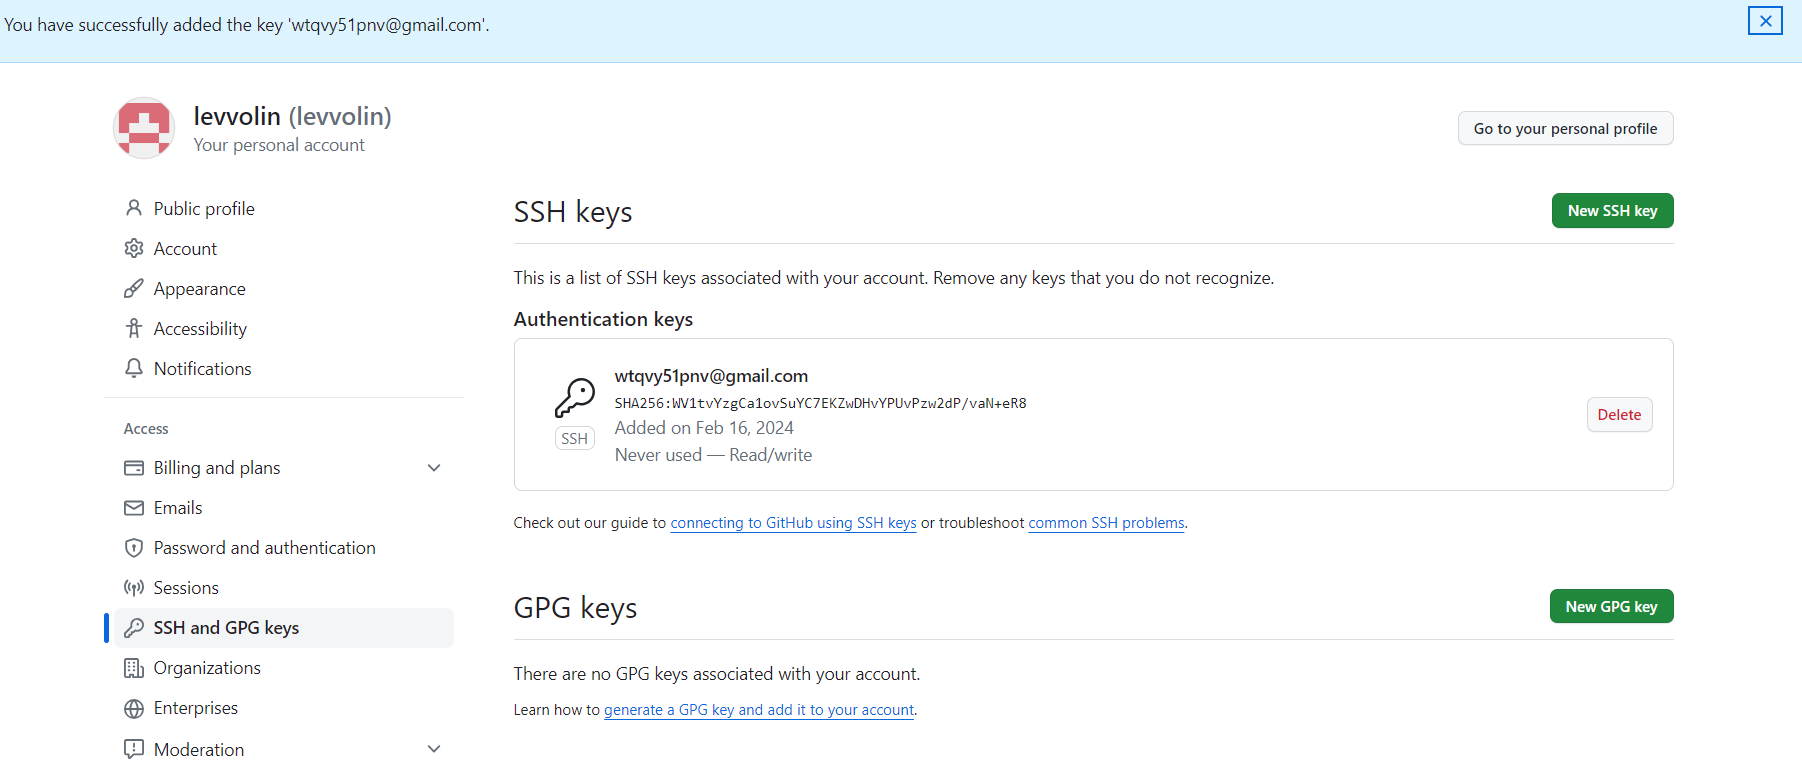 You have successfully added the key 'wtqvy51pnv@gmail.com'.
levvolin (levvolin)
Your personal account
Go to your personal profile
Public profile
Account
Appearance
Accessibility
Notifications
Access
Billing and plans
Emails
Password and authentication
Sessions
SSH and GPG keys
Organizations
Enterprises
Moderation
SSH keys
New SSH key
This is a list of SSH keys associated with your account. Remove any keys that you do not recognize.
Authentication keys
wtqvy51pnv@gmail.com
SHA256:WV1tvYzgCa1ovSuYC7EKZwDHvYPUvPzw2dP/vaN+eR8
Added on Feb 16, 2024
Never used — Read/write
SSH
Delete
Check out our guide to connecting to GitHub using SSH keys or troubleshoot common SSH problems.
GPG keys
New GPG key
There are no GPG keys associated with your account.
Learn how to generate a GPG key and add it to your account.